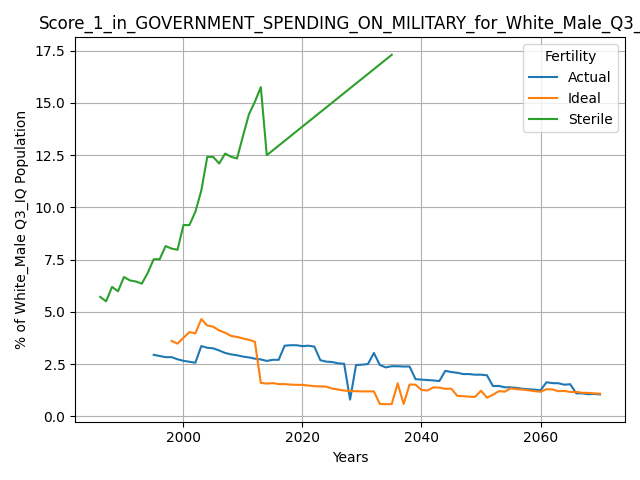 Score_1_in_GOVERNMENT_SPENDING_ON_MILITARY_for_White_Male_Q3_
17.5
15.0
12.5
10.0
7.5
5.0
2.5
0.0
% of White_Male Q3_IQ Population
Fertility
Actual
Ideal
Sterile
2000
2020
2040
2060
Years